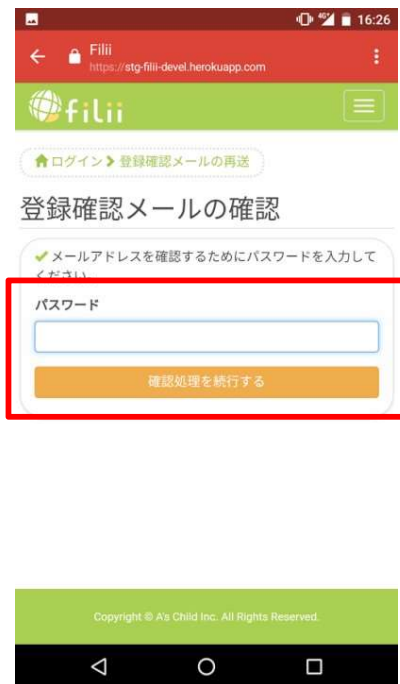 16:26
Filii
https://stg-filii-devel.herokuapp.com
filii
ログイン 登録確認メールの再送
登録確認メールの確認
メールアドレスを確認するためにパスワードを入力して
ください。
パスワード
確認処理を続行する
Copyright © A's Child Inc. All Rights Reserved.